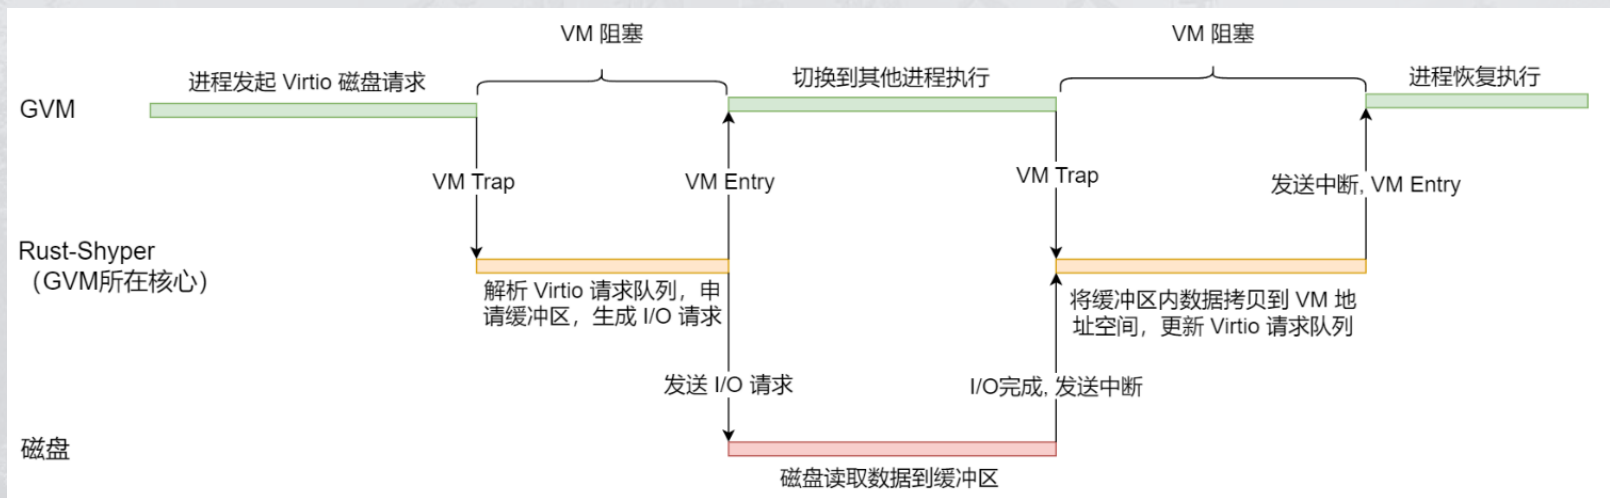 VM 阻塞
VM 阻塞
进程发起 Virtio 磁盘请求
切换到其他进程执行
进程恢复执行
GVM
VM Trap
VM Entry
VM Trap
发送中断, VM Entry
Rust-Shyper
（GVM所在核心）
解析 Virtio 请求队列，申
请缓冲区，生成 I/O 请求
将缓冲区内数据拷贝到 VM 地
址空间，更新 Virtio 请求队列
发送 I/O 请求
I/O完成, 发送中断
磁盘
磁盘读取数据到缓冲区